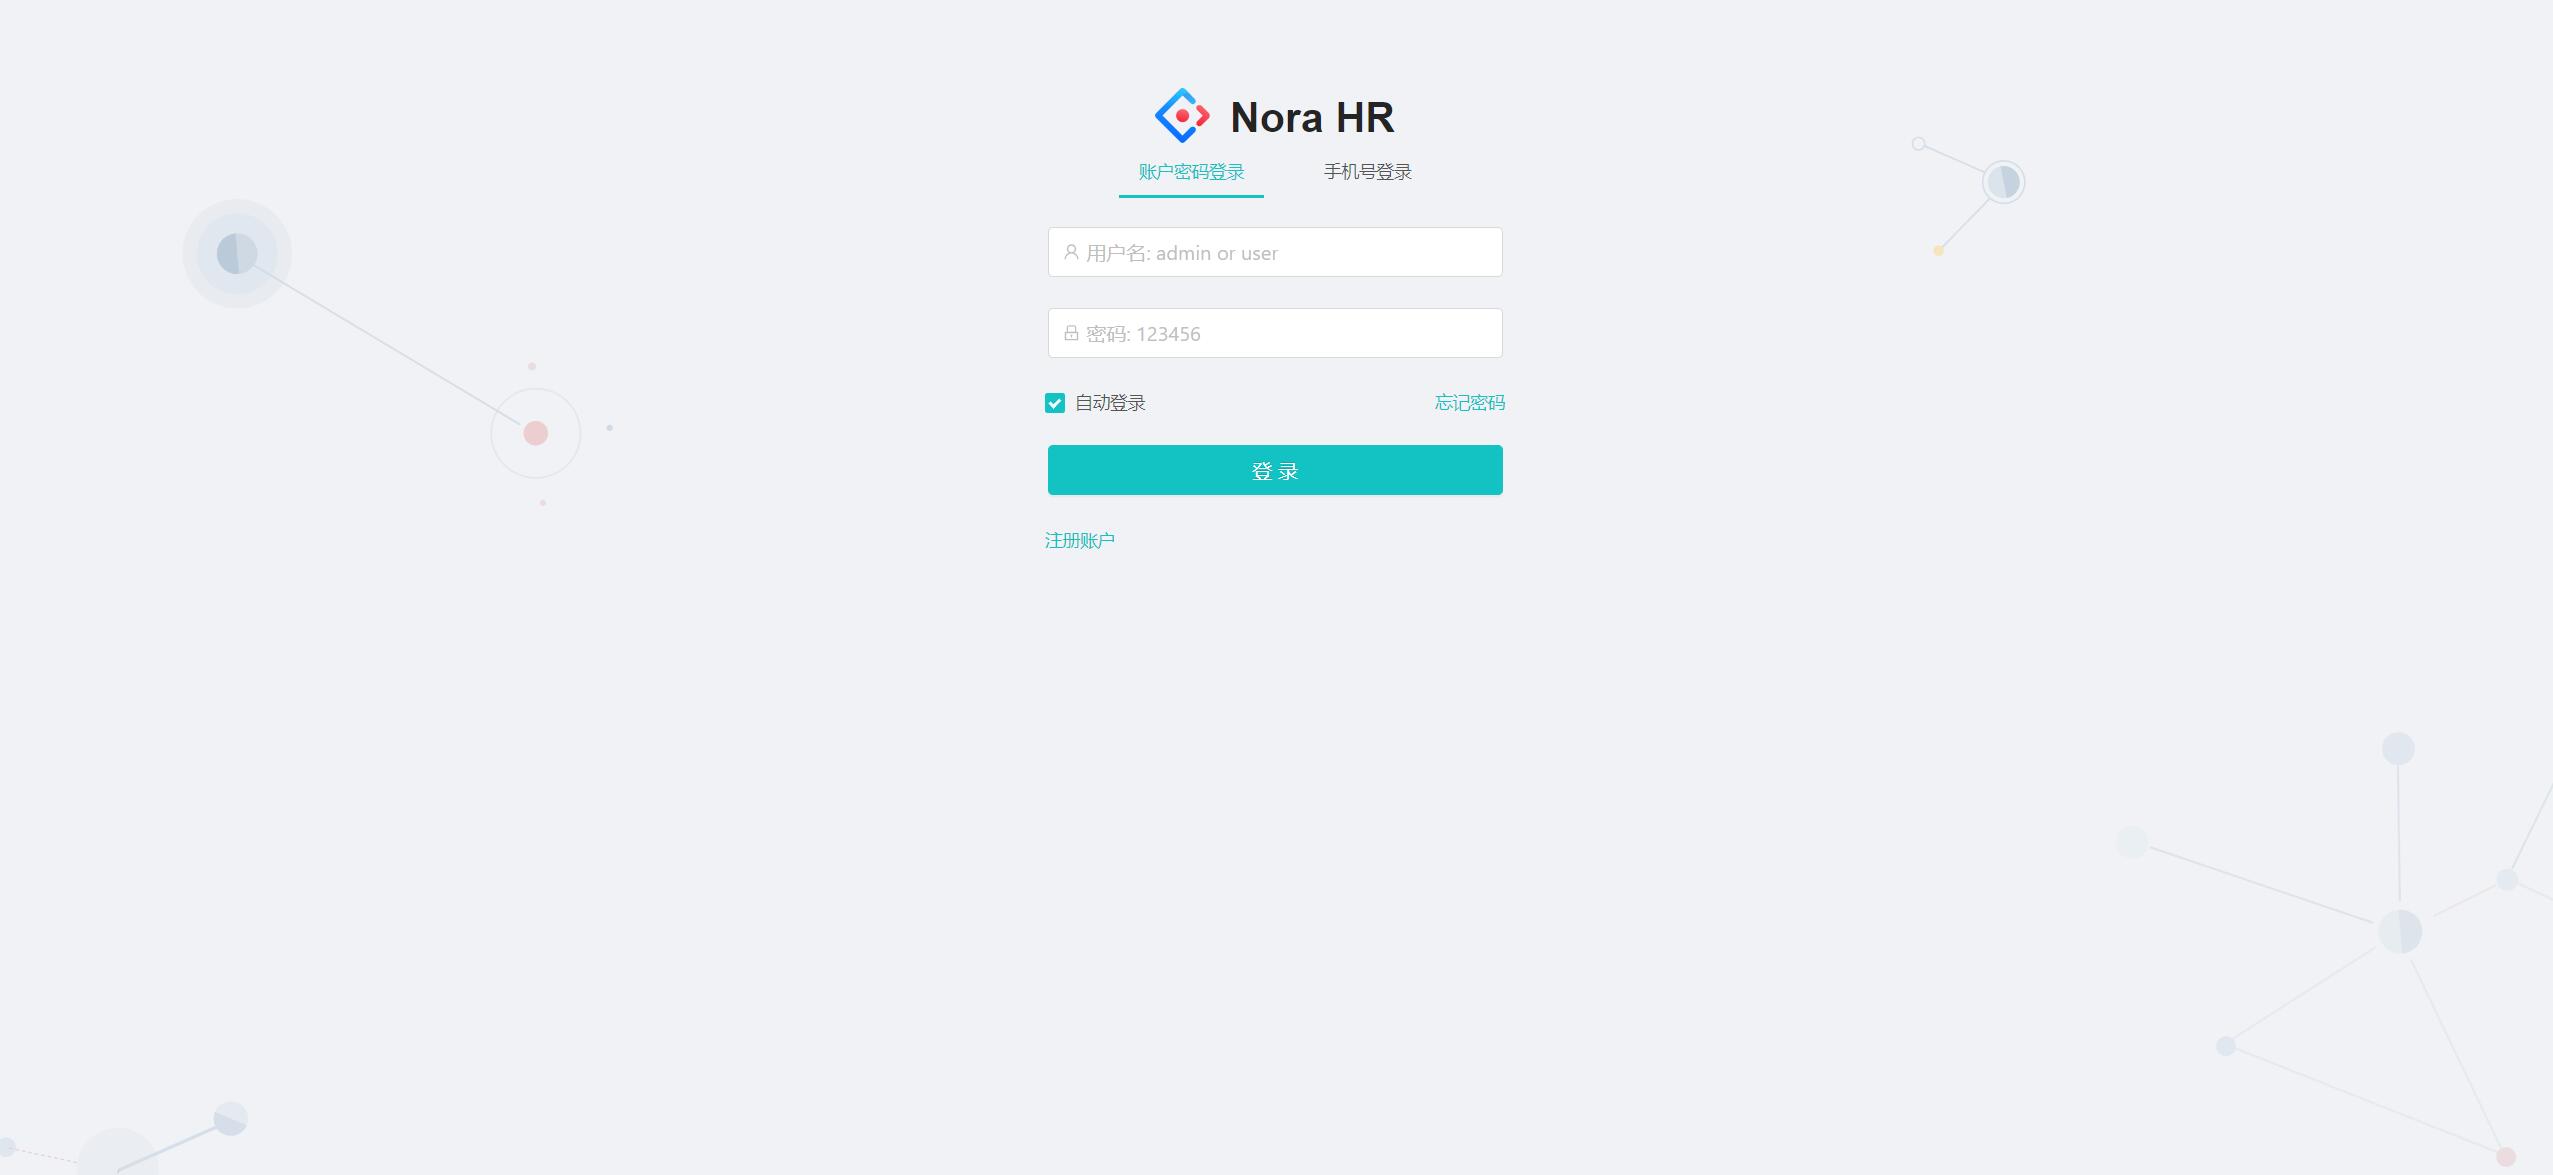 Nora HR
账户密码登录 手机号登录
用户名: admin or user
密码: 123456
自动登录 忘记密码
登 录
注册账户